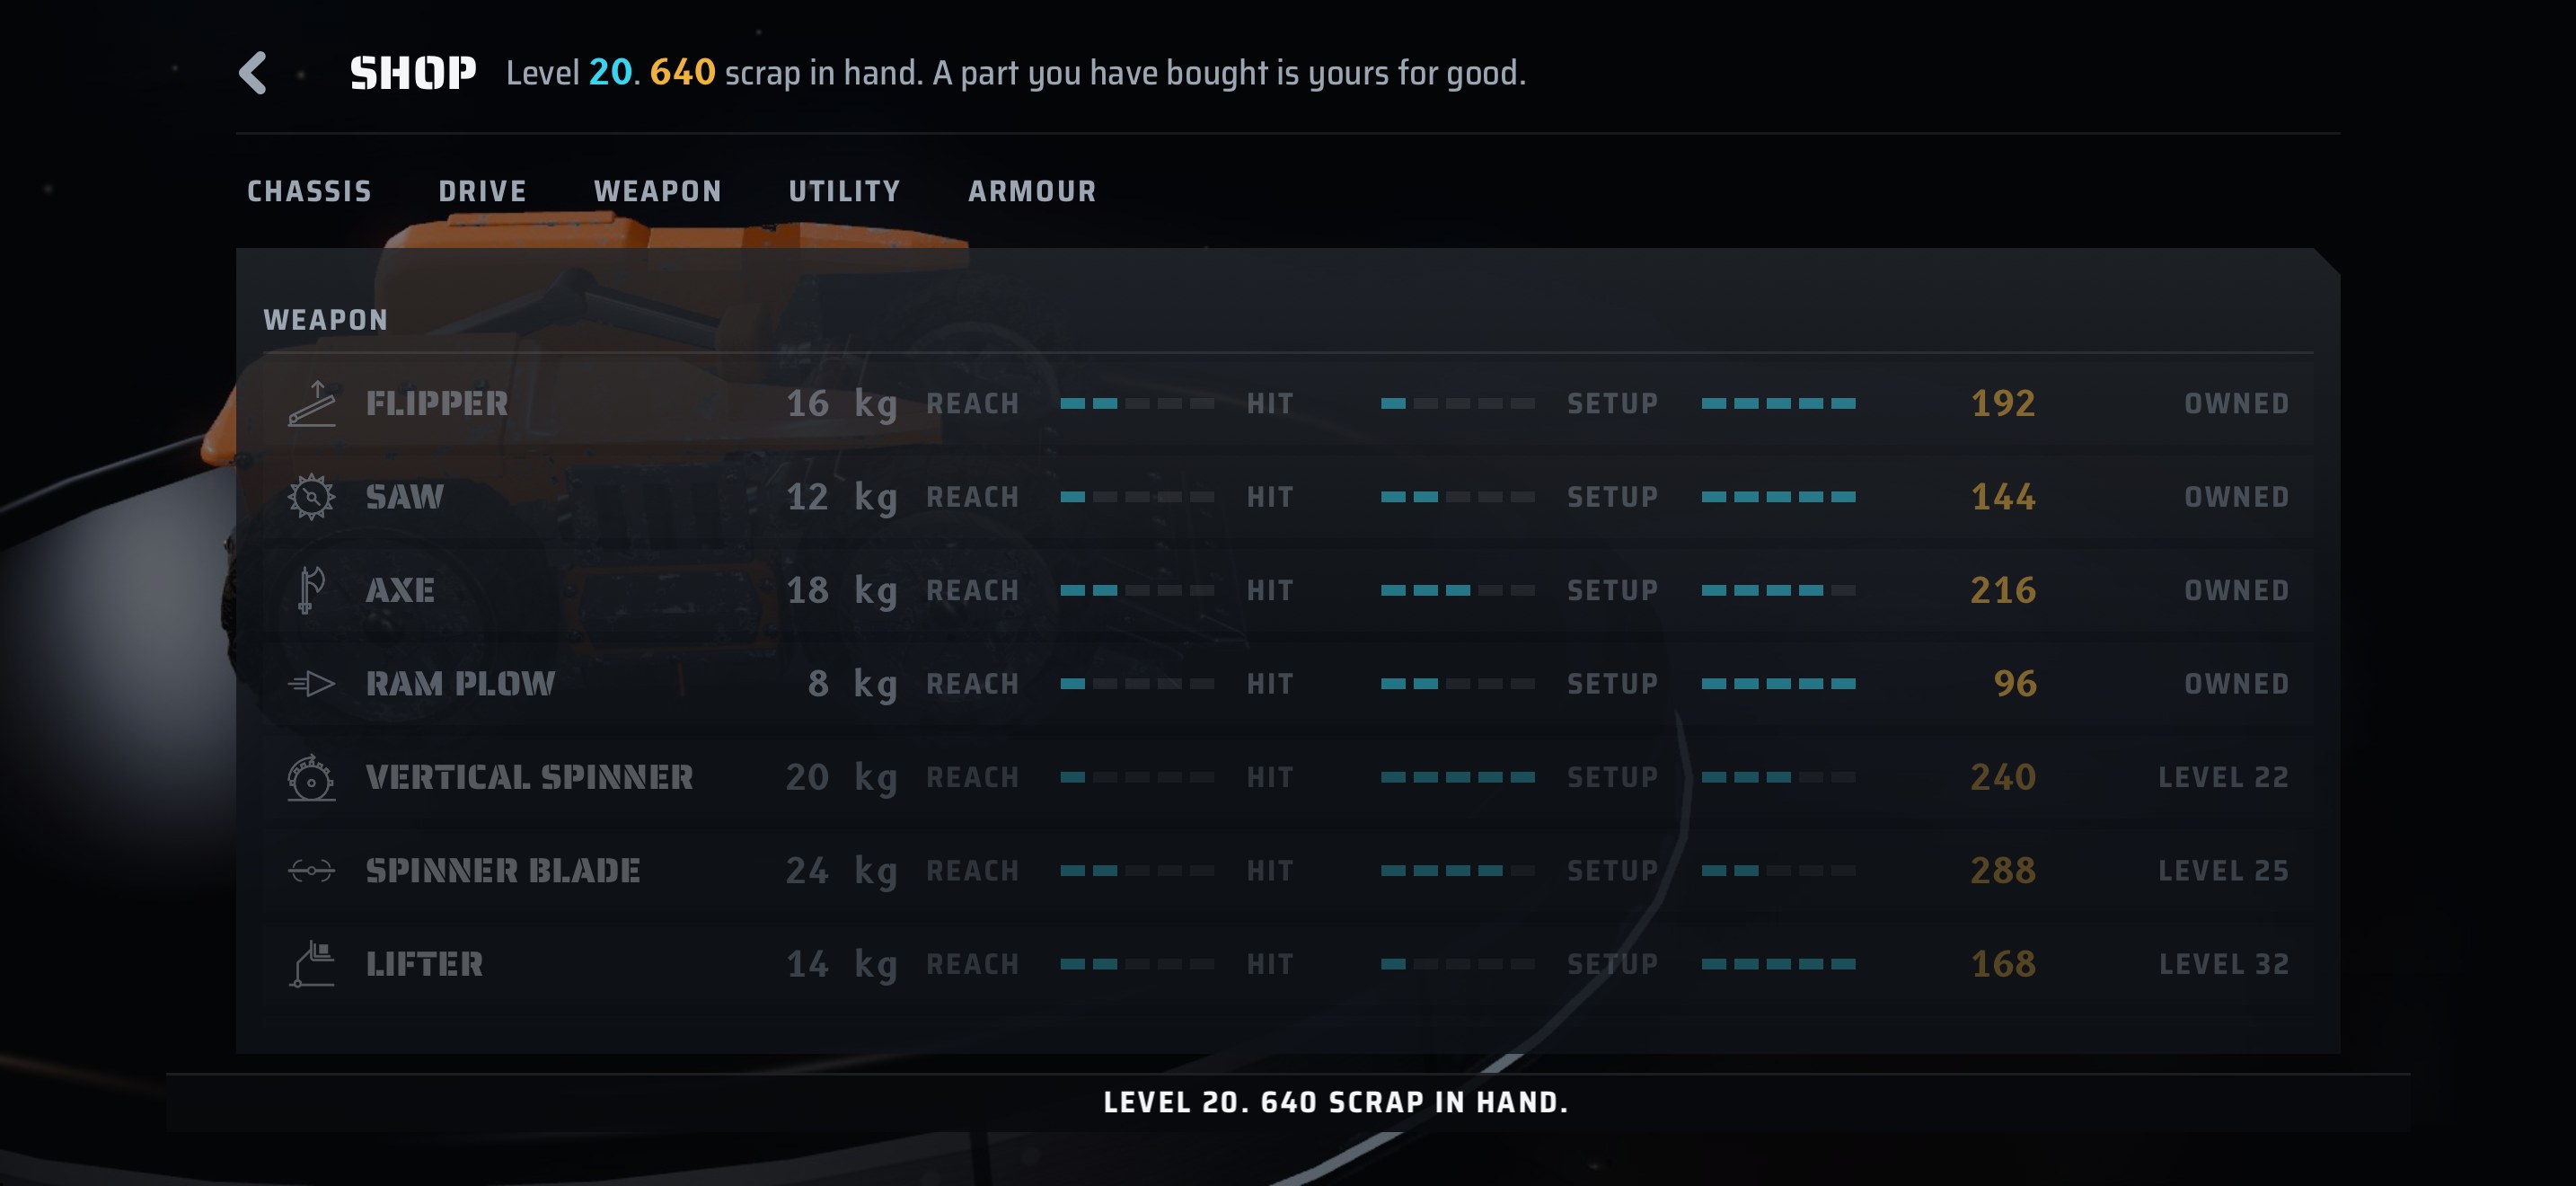 SHOP Level 20. 640 scrap in hand. A part you have bought is yours for good.
CHASSIS DRIVE WEAPON UTILITY ARMOUR
WEAPON
FLIPPER 16 kg REACH HIT SETUP 192 OWNED
SAW 12 kg REACH HIT SETUP 144 OWNED
AXE 18 kg REACH HIT SETUP 216 OWNED
RAM PLOW 8 kg REACH HIT SETUP 96 OWNED
VERTICAL SPINNER 20 kg REACH HIT SETUP 240 LEVEL 22
SPINNER BLADE 24 kg REACH HIT SETUP 288 LEVEL 25
LIFTER 14 kg REACH HIT SETUP 168 LEVEL 32
LEVEL 20. 640 SCRAP IN HAND.